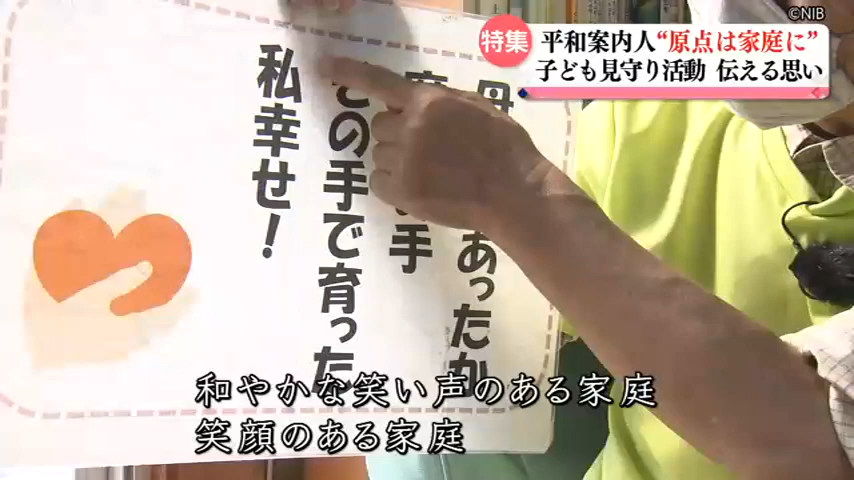 ©NIB
特集
平和案内人“原点は家庭に”
子ども見守り活動 伝える思い
母 あったか
の手
この手で育った
私幸せ！
和やかな笑い声のある家庭
笑顔のある家庭